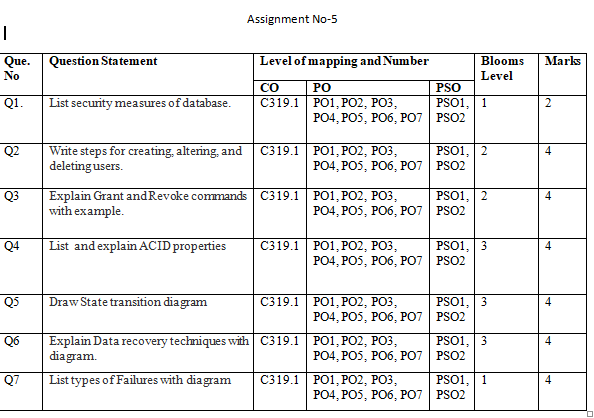 Assignment No-5
Que. No Question Statement Level of mapping and Number Blooms Level Marks
CO PO PSO
Q1. List security measures of database. C319.1 PO1, PO2, PO3, PSO1, 1 2
PO4, PO5, PO6, PO7 PSO2
Q2 Write steps for creating, altering, and C319.1 PO1, PO2, PO3, PSO1, 2 4
deleting users. PO4, PO5, PO6, PO7 PSO2
Q3 Explain Grant and Revoke commands C319.1 PO1, PO2, PO3, PSO1, 2 4
with example. PO4, PO5, PO6, PO7 PSO2
Q4 List and explain ACID properties C319.1 PO1, PO2, PO3, PSO1, 3 4
PO4, PO5, PO6, PO7 PSO2
Q5 Draw State transition diagram C319.1 PO1, PO2, PO3, PSO1, 3 4
PO4, PO5, PO6, PO7 PSO2
Q6 Explain Data recovery techniques with C319.1 PO1, PO2, PO3, PSO1, 3 4
diagram. PO4, PO5, PO6, PO7 PSO2
Q7 List types of Failures with diagram C319.1 PO1, PO2, PO3, PSO1, 1 4
PO4, PO5, PO6, PO7 PSO2